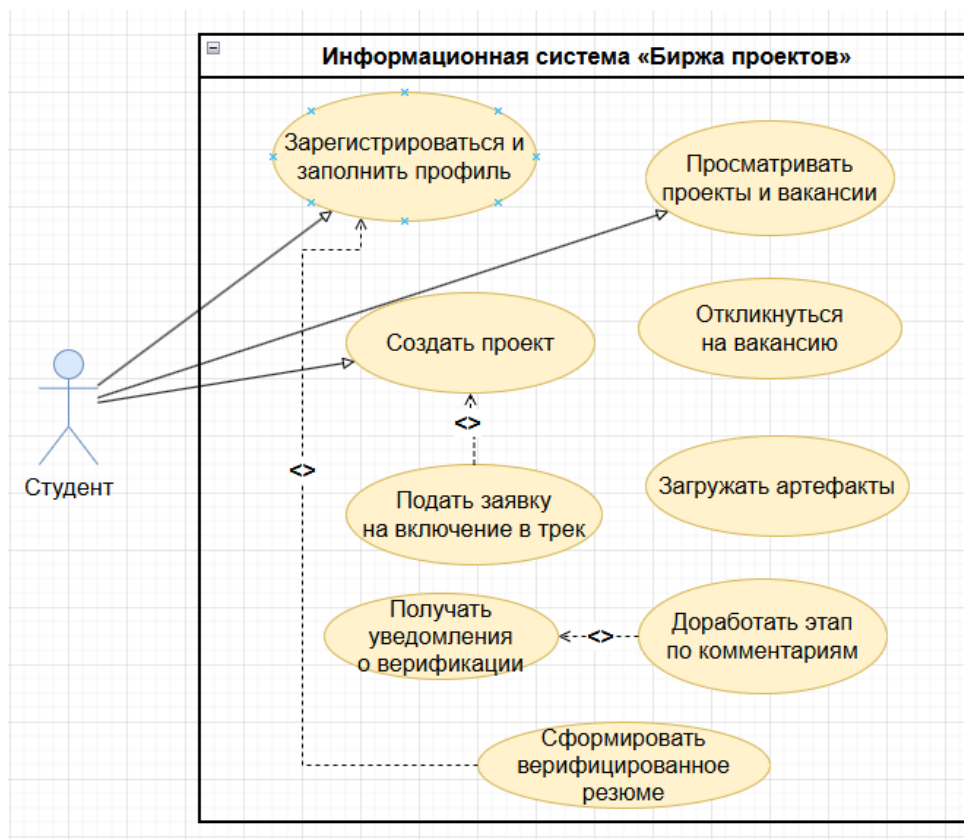 Информационная система «Биржа проектов»
Зарегистрироваться и
заполнить профиль
Просматривать
проекты и вакансии
Создать проект
Откликнуться
на вакансию
<>
<>
Студент
Подать заявку
на включение в трек
Загружать артефакты
Получать
уведомления
о верификации
<>
Доработать этап
по комментариям
Сформировать
верифицированное
резюме